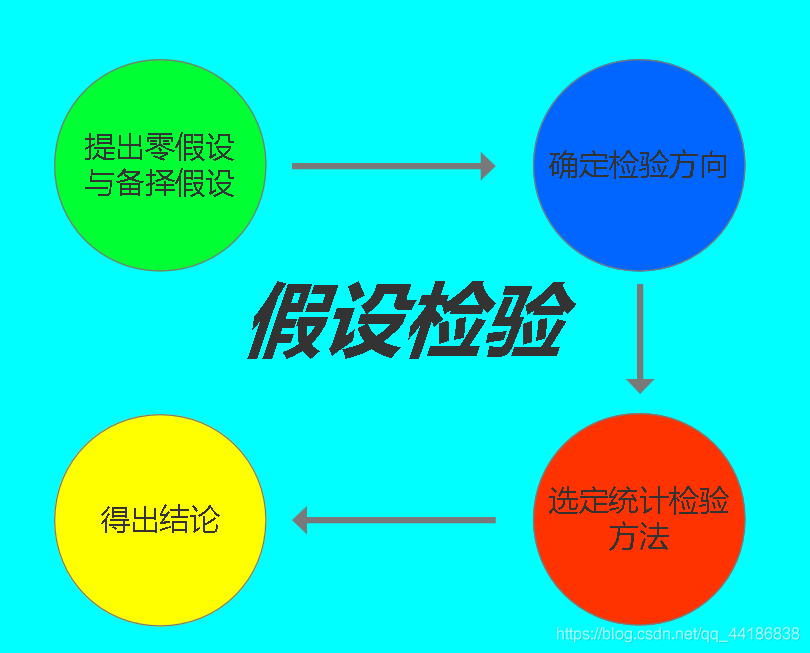 提出零假设
与备择假设
确定检验方向
假设检验
选定统计检验
方法
得出结论
https://blog.csdn.net/qq_44186838